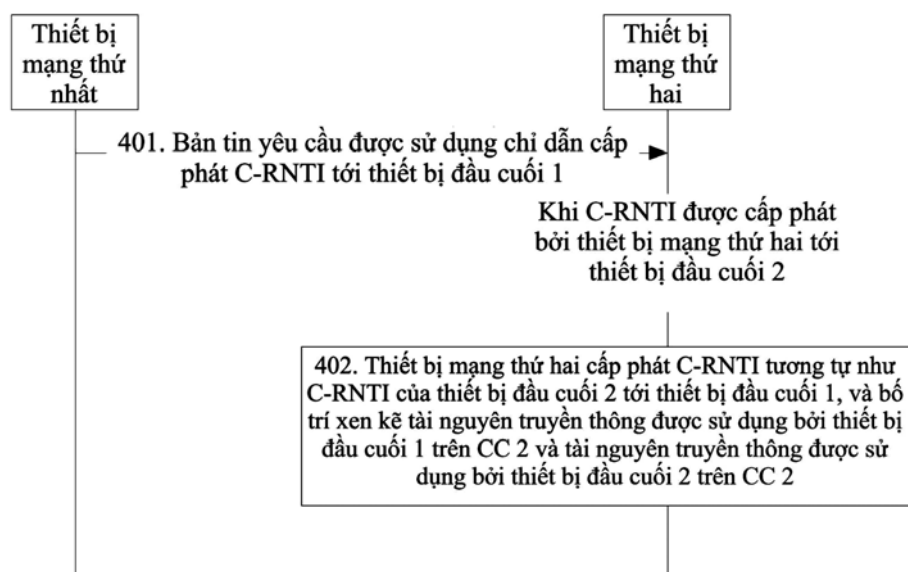 Thiết bị
mạng thứ
nhất
Thiết bị
mạng thứ
hai
401. Bản tin yêu cầu được sử dụng chỉ dẫn cấp
phát C-RNTI tới thiết bị đầu cuối 1
Khi C-RNTI được cấp phát
bởi thiết bị mạng thứ hai tới
thiết bị đầu cuối 2
402. Thiết bị mạng thứ hai cấp phát C-RNTI tương tự như
C-RNTI của thiết bị đầu cuối 2 tới thiết bị đầu cuối 1, và bố
trí xen kẽ tài nguyên truyền thông được sử dụng bởi thiết bị
đầu cuối 1 trên CC 2 và tài nguyên truyền thông được sử
dụng bởi thiết bị đầu cuối 2 trên CC 2